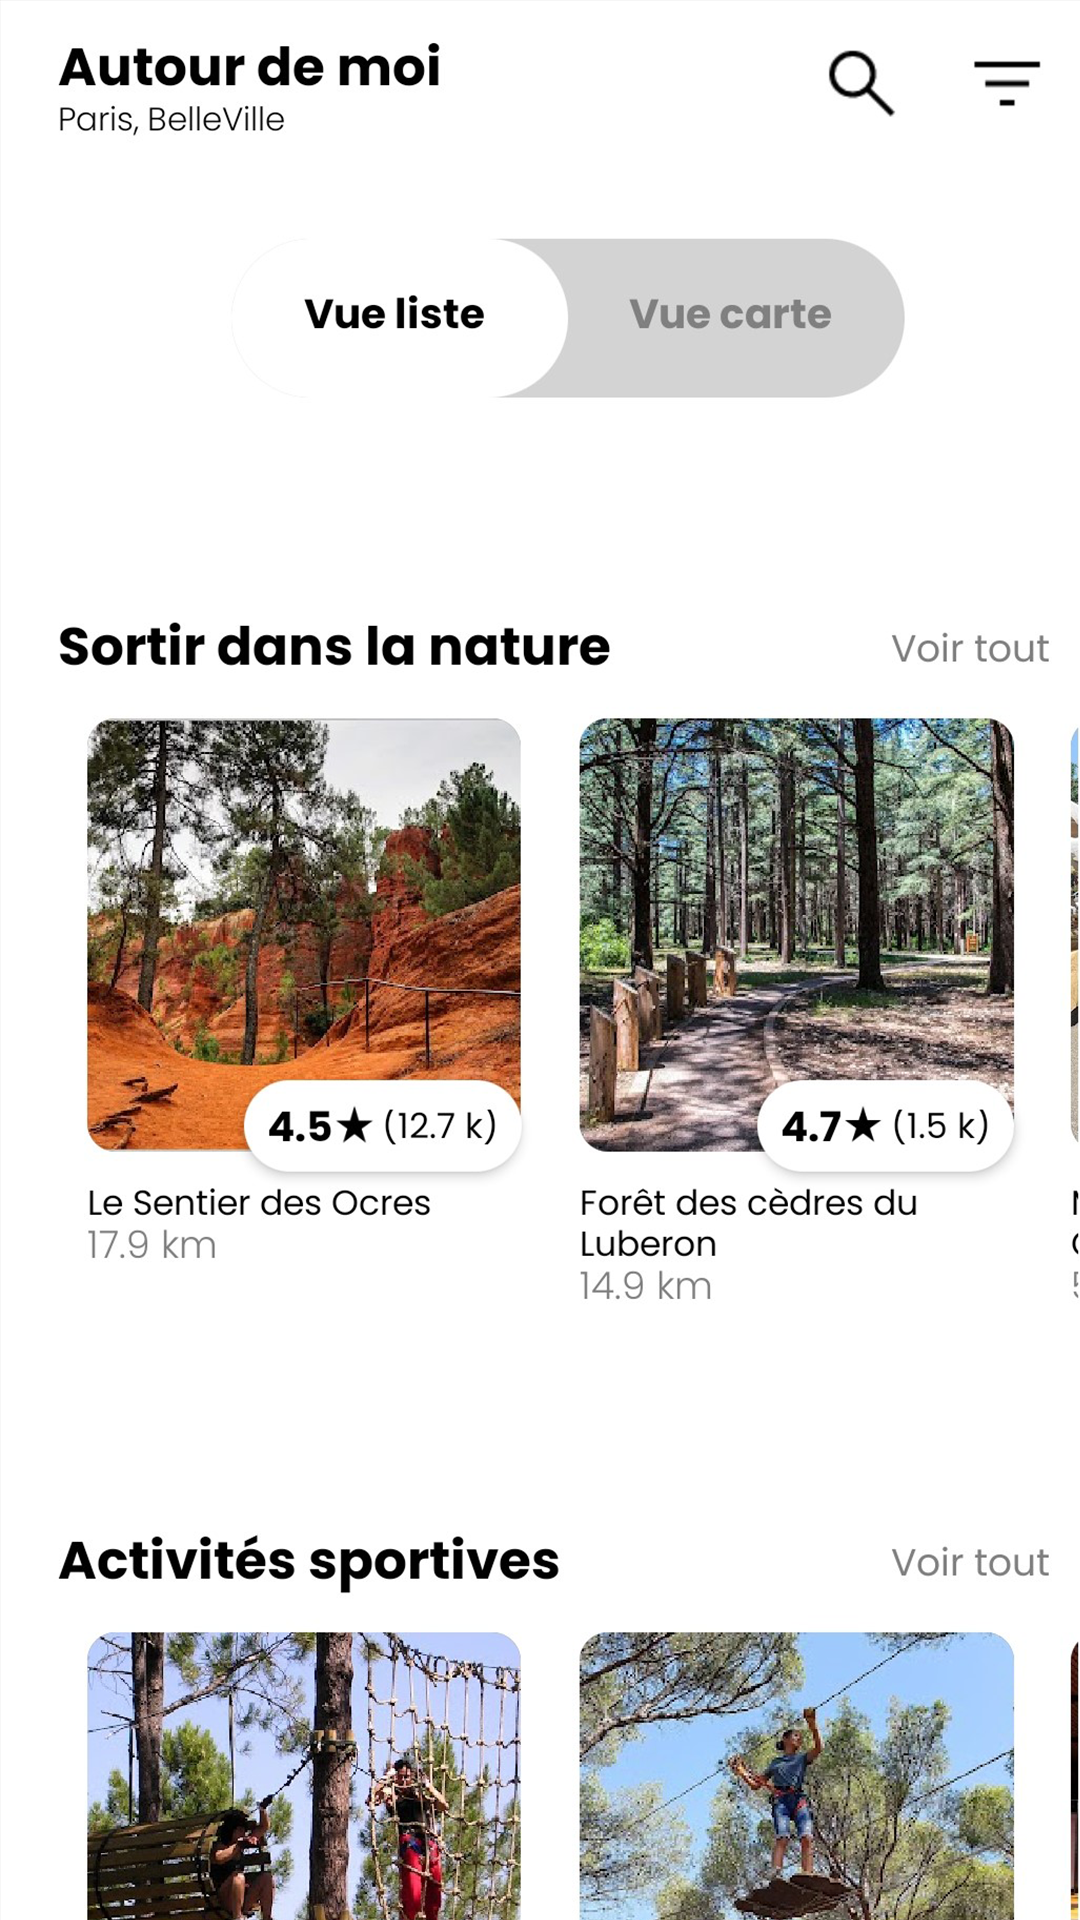 Autour de moi
Paris, BelleVille
Vue liste
Vue carte
Sortir dans la nature
Voir tout
4.5★ (12.7 k)
4.7★ (1.5 k)
Le Sentier des Ocres
17.9 km
Forêt des cèdres du
Luberon
14.9 km
Activités sportives
Voir tout